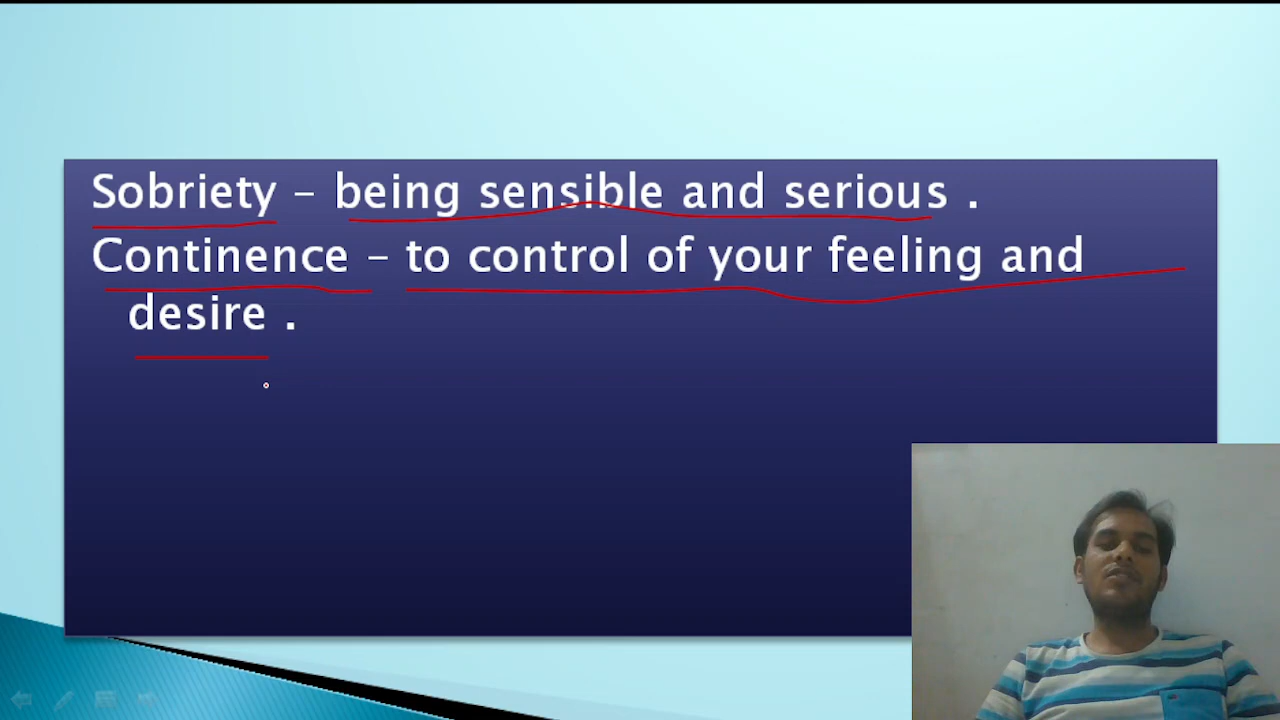 Sobriety – being sensible and serious .
Continence – to control of your feeling and
desire .